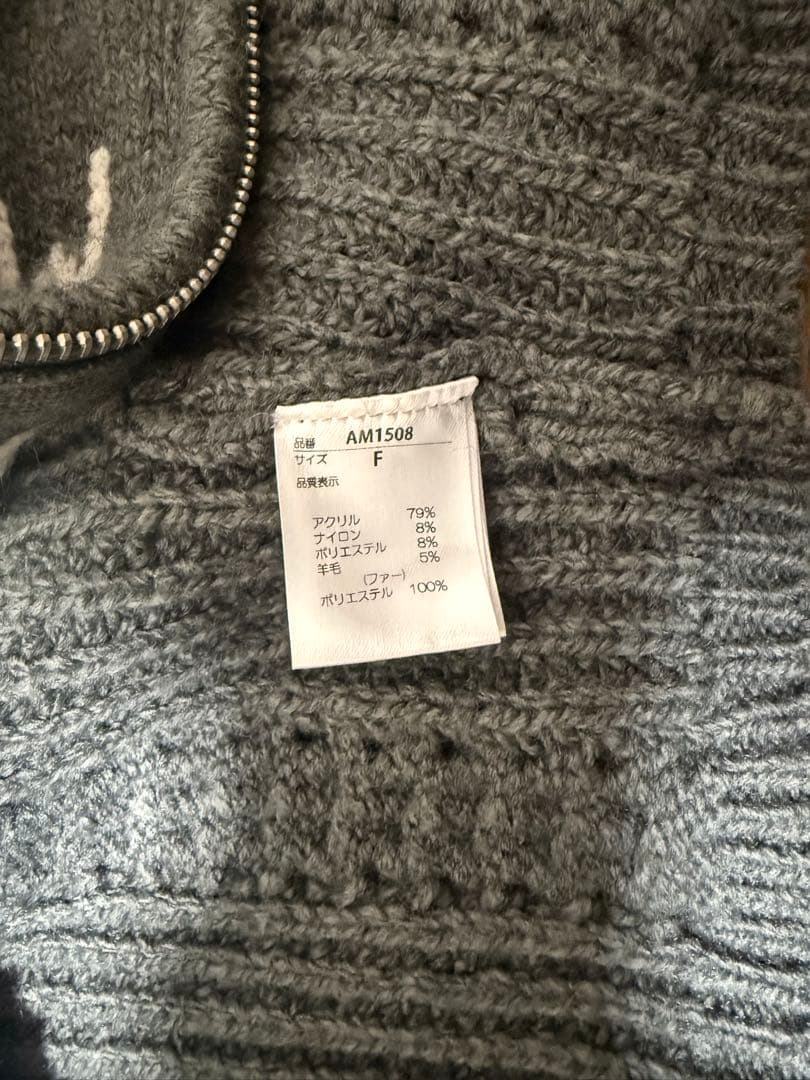 品番 AM1508
サイズ F
品質表示
アクリル 79%
ナイロン 8%
ポリエステル 8%
羊毛 5%
(ファー)
ポリエステル 100%